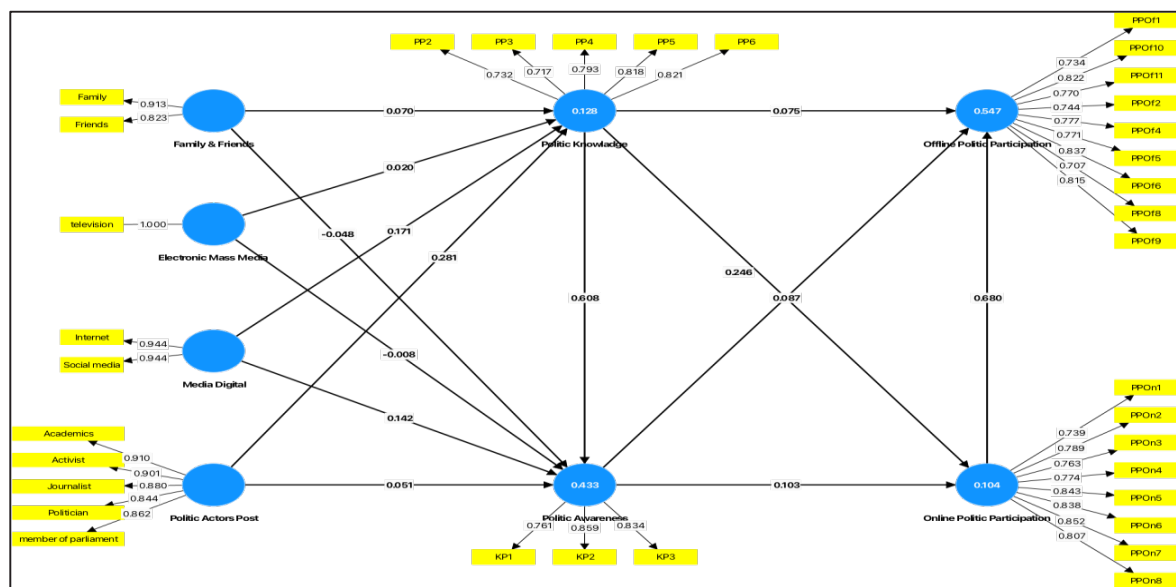 PP2 PP3 PP4 PP5 PP6
0.732 0.717 0.793 0.818 0.821
Family
Friends
0.913
0.823
Family & Friends
0.070
0.128
Politic Knowladge
0.075
0.547
Offline Politic Participation
PPOf1
PPOf10
PPOf11
PPOf2
PPOf4
PPOf5
PPOf6
PPOf8
PPOf9
0.734
0.822
0.770
0.744
0.777
0.771
0.837
0.707
0.815
television
1.000
Electronic Mass Media
0.020
-0.048
0.171
0.281
0.608
0.246
0.087
0.680
Internet
Social media
0.944
0.944
Media Digital
-0.008
0.142
Academics
Activist
Journalist
Politician
member of parliament
0.910
0.901
0.880
0.844
0.862
Politic Actors Post
0.051
0.433
Politic Awareness
0.761 0.859 0.834
KP1 KP2 KP3
0.103
0.104
Online Politic Participation
PPOn1
PPOn2
PPOn3
PPOn4
PPOn5
PPOn6
PPOn7
PPOn8
0.739
0.789
0.763
0.774
0.843
0.838
0.852
0.807